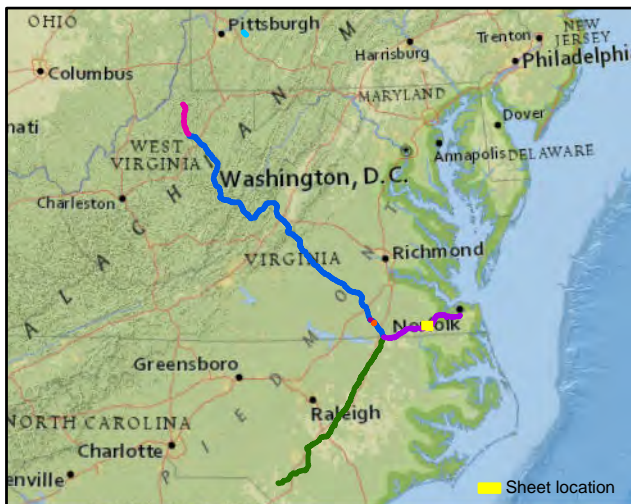 OHIO
Pittsburgh
NEW
JERSEY
Trenton
Harrisburg
Philadelphia
Columbus
MARYLAND
Dover
nati
WEST
VIRGINIA
Annapolis
DELAWARE
Washington, D.C.
Charleston
A L A C H I A N M O N T
Richmond
VIRGINIA
Norfolk
Greensboro
P I E D M
Raleigh
NORTH CAROLINA
Charlotte
enville
Sheet location